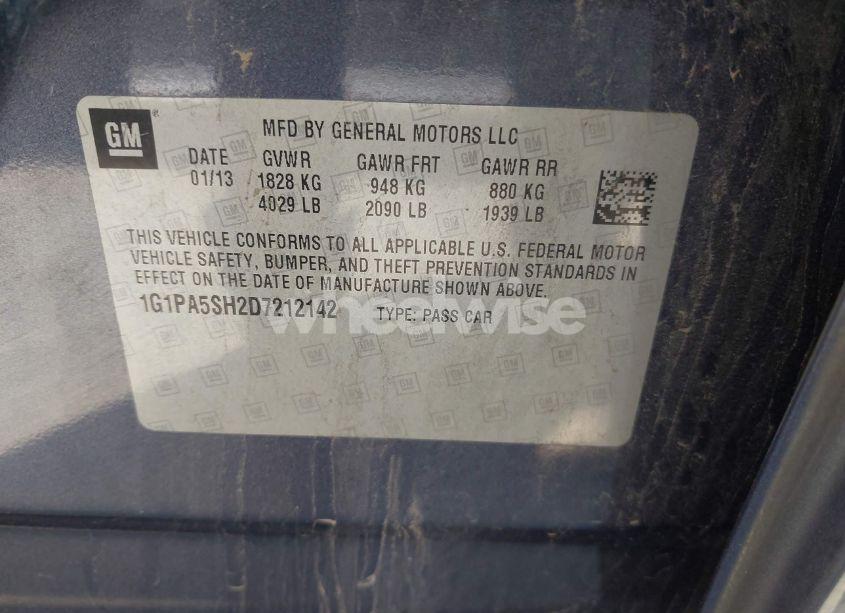 GM
MFD BY GENERAL MOTORS LLC
DATE GVWR GAWR FRT GAWR RR
01/13 1828 KG 948 KG 880 KG
4029 LB 2090 LB 1939 LB
THIS VEHICLE CONFORMS TO ALL APPLICABLE U.S. FEDERAL MOTOR
VEHICLE SAFETY, BUMPER, AND THEFT PREVENTION STANDARDS IN
EFFECT ON THE DATE OF MANUFACTURE SHOWN ABOVE.
1G1PA5SH2D7212142 TYPE: PASS CAR
wheelwise